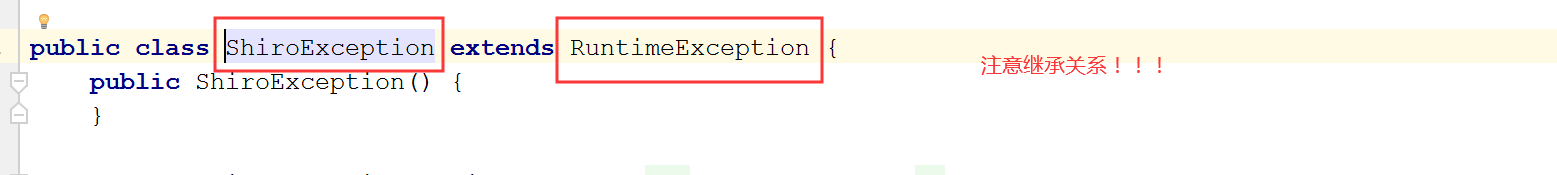 public class ShiroException extends RuntimeException {
注意继承关系！！！
public ShiroException() {
}